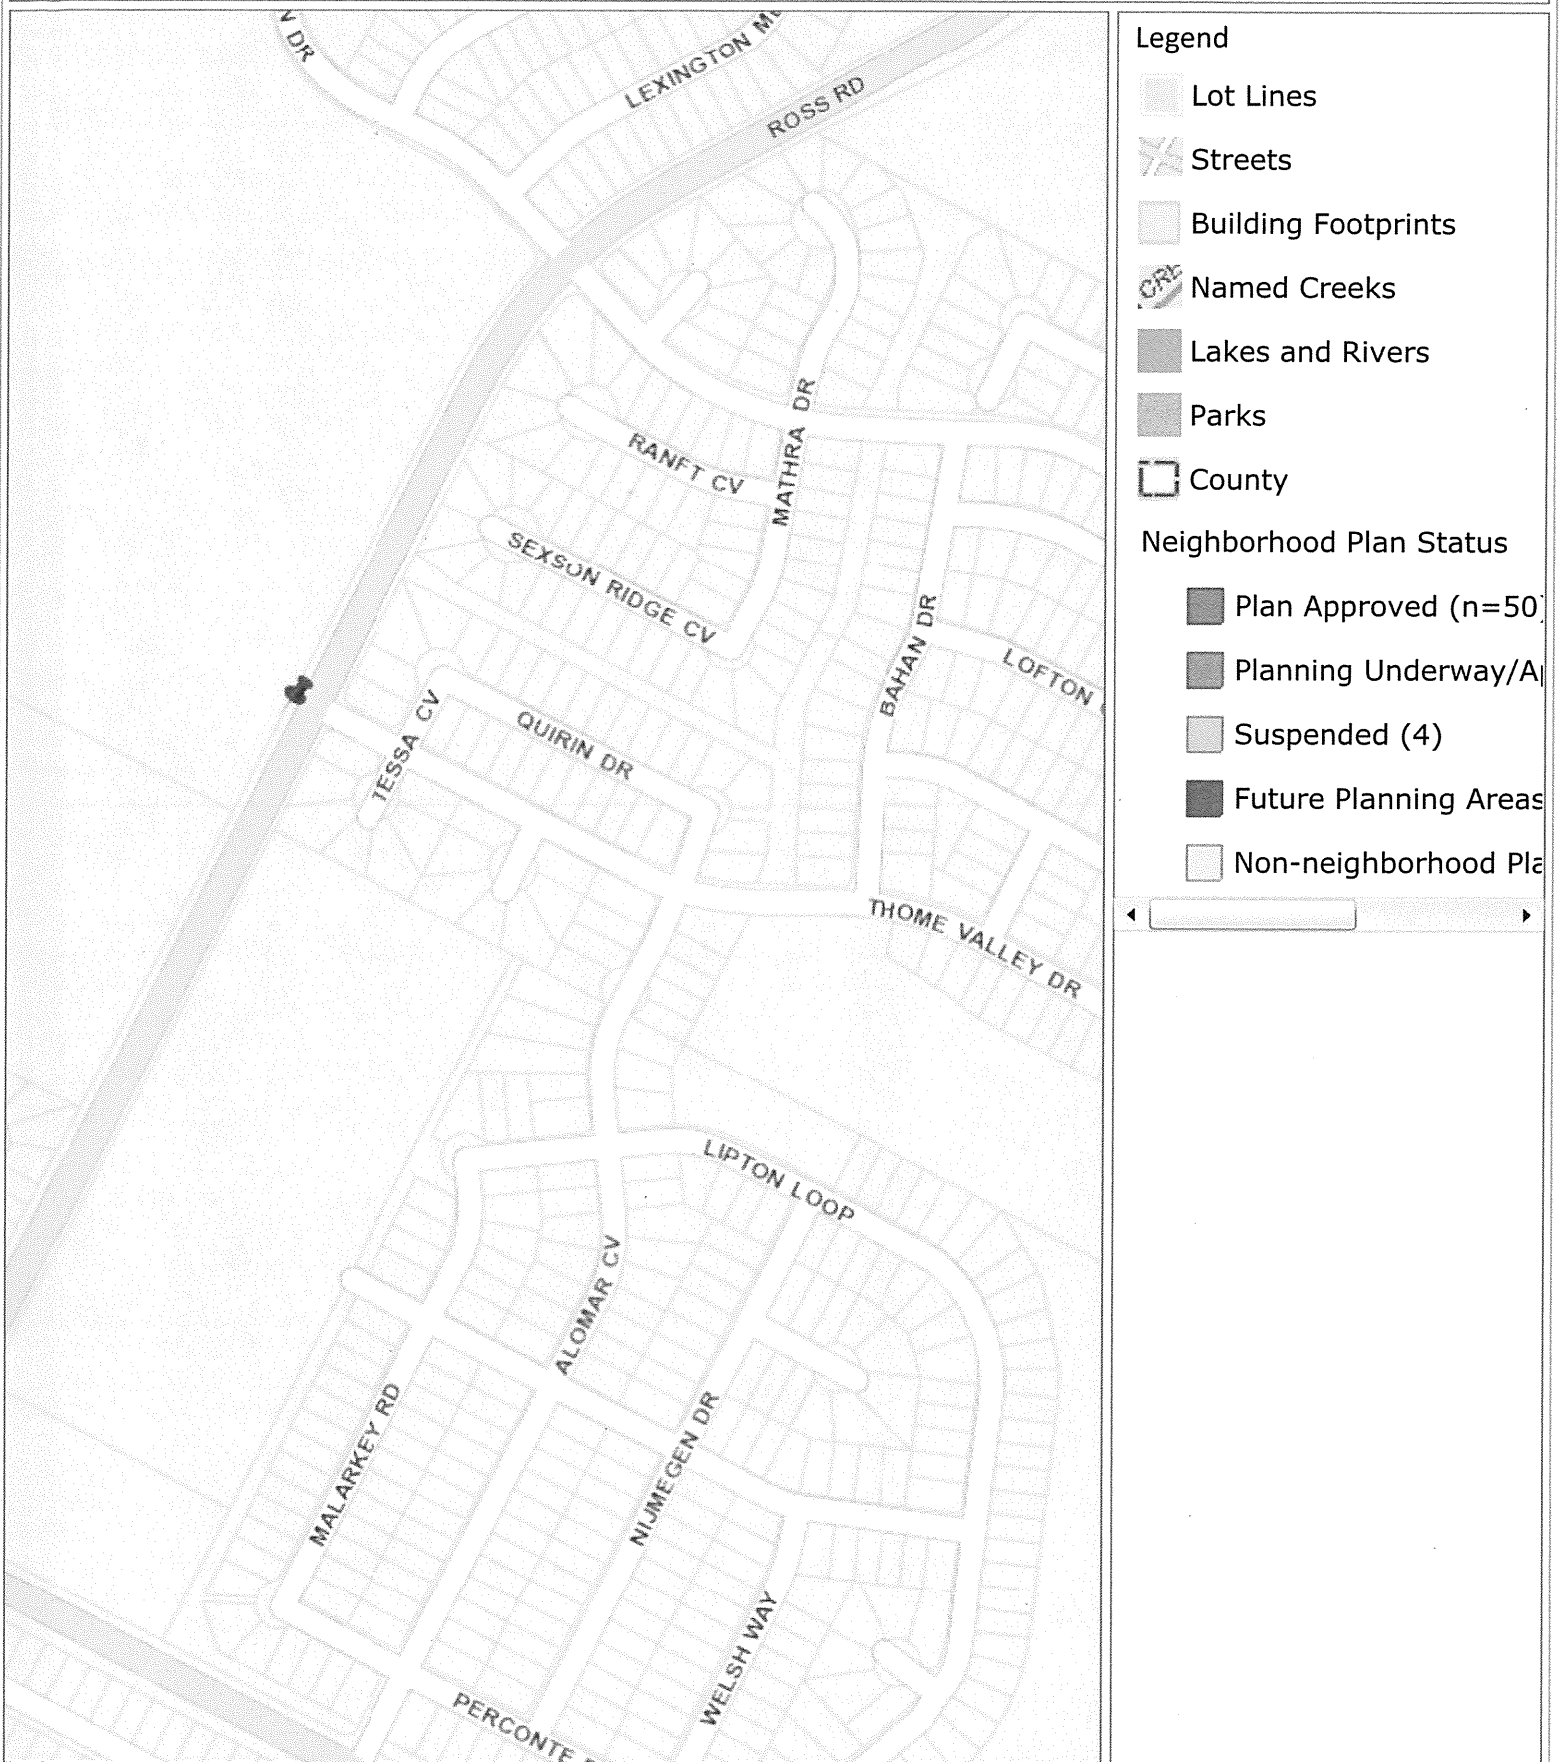 DR
LEXINGTON
ROSS RD
MATHRA DR
RANFT CV
SEXSON RIDGE CV
BAHAN DR
LOFTON
TESSA CV
QUIRIN DR
THOME VALLEY DR
LIPTON LOOP
ALOMAR CV
MALARKEY RD
NIJMEGEN DR
WELSH WAY
PERCONTE
Legend
Lot Lines
Streets
Building Footprints
CRE
Named Creeks
Lakes and Rivers
Parks
County
Neighborhood Plan Status
Plan Approved (n=50)
Planning Underway/A
Suspended (4)
Future Planning Areas
Non-neighborhood Pla